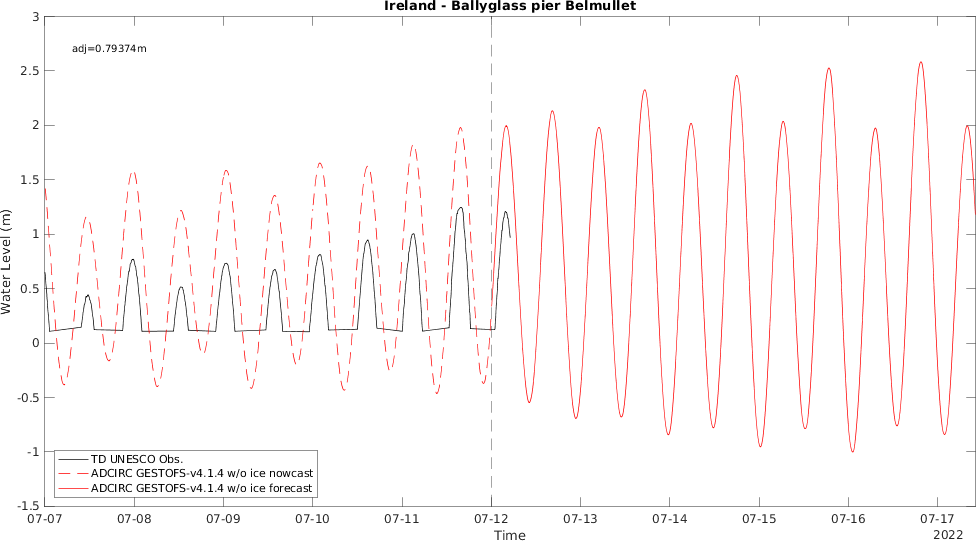 Ireland - Ballyglass pier Belmullet
adj=0.79374m
Water Level (m)
3
2.5
2
1.5
1
0.5
0
-0.5
-1
-1.5
TD UNESCO Obs.
ADCIRC GESTOFS-v4.1.4 w/o ice nowcast
ADCIRC GESTOFS-v4.1.4 w/o ice forecast
07-07 07-08 07-09 07-10 07-11 07-12 07-13 07-14 07-15 07-16 07-17
Time
2022